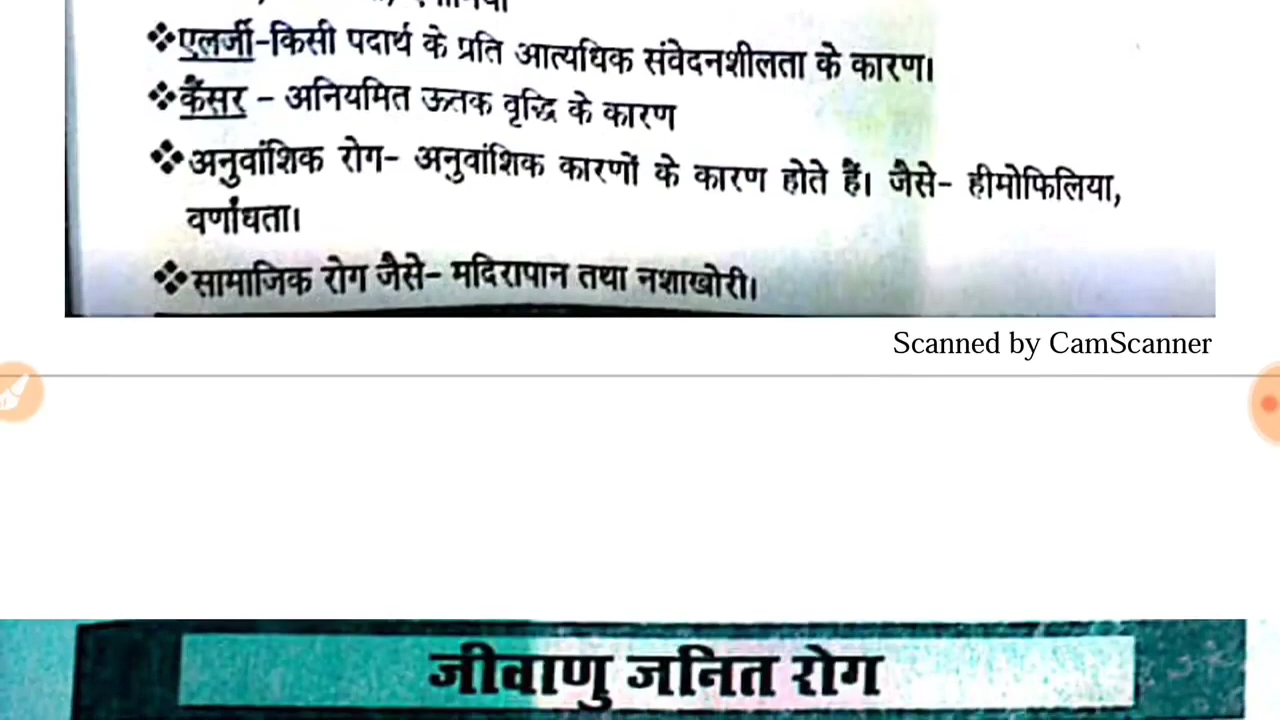 ❖एलर्जी-किसी पदार्थ के प्रति आत्यधिक संवेदनशीलता के कारण।
❖कैंसर - अनियमित ऊतक वृद्धि के कारण
❖अनुवांशिक रोग- अनुवांशिक कारणों के कारण होते हैं। जैसे- हीमोफिलिया,
वर्णांधता।
❖सामाजिक रोग जैसे- मदिरापान तथा नशाखोरी।
Scanned by CamScanner
जीवाणु जनित रोग